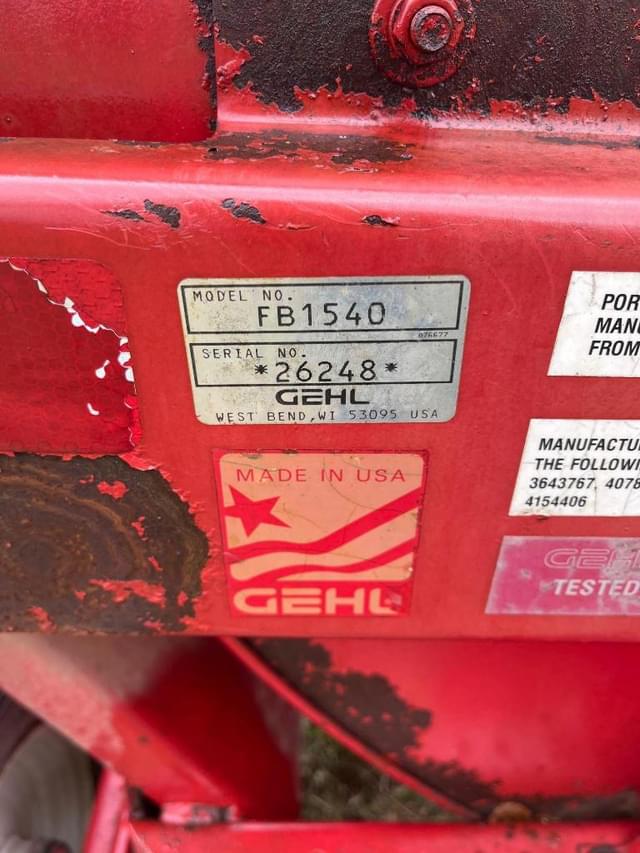 MODEL NO.
FB1540
076677
SERIAL NO.
*26248*
GEHL
WEST BEND, WI 53095 USA
MADE IN USA
GEHL
POR
MANU
FROM
MANUFACTU
THE FOLLOWIN
3643767, 4078
4154406
GEHL
TESTED